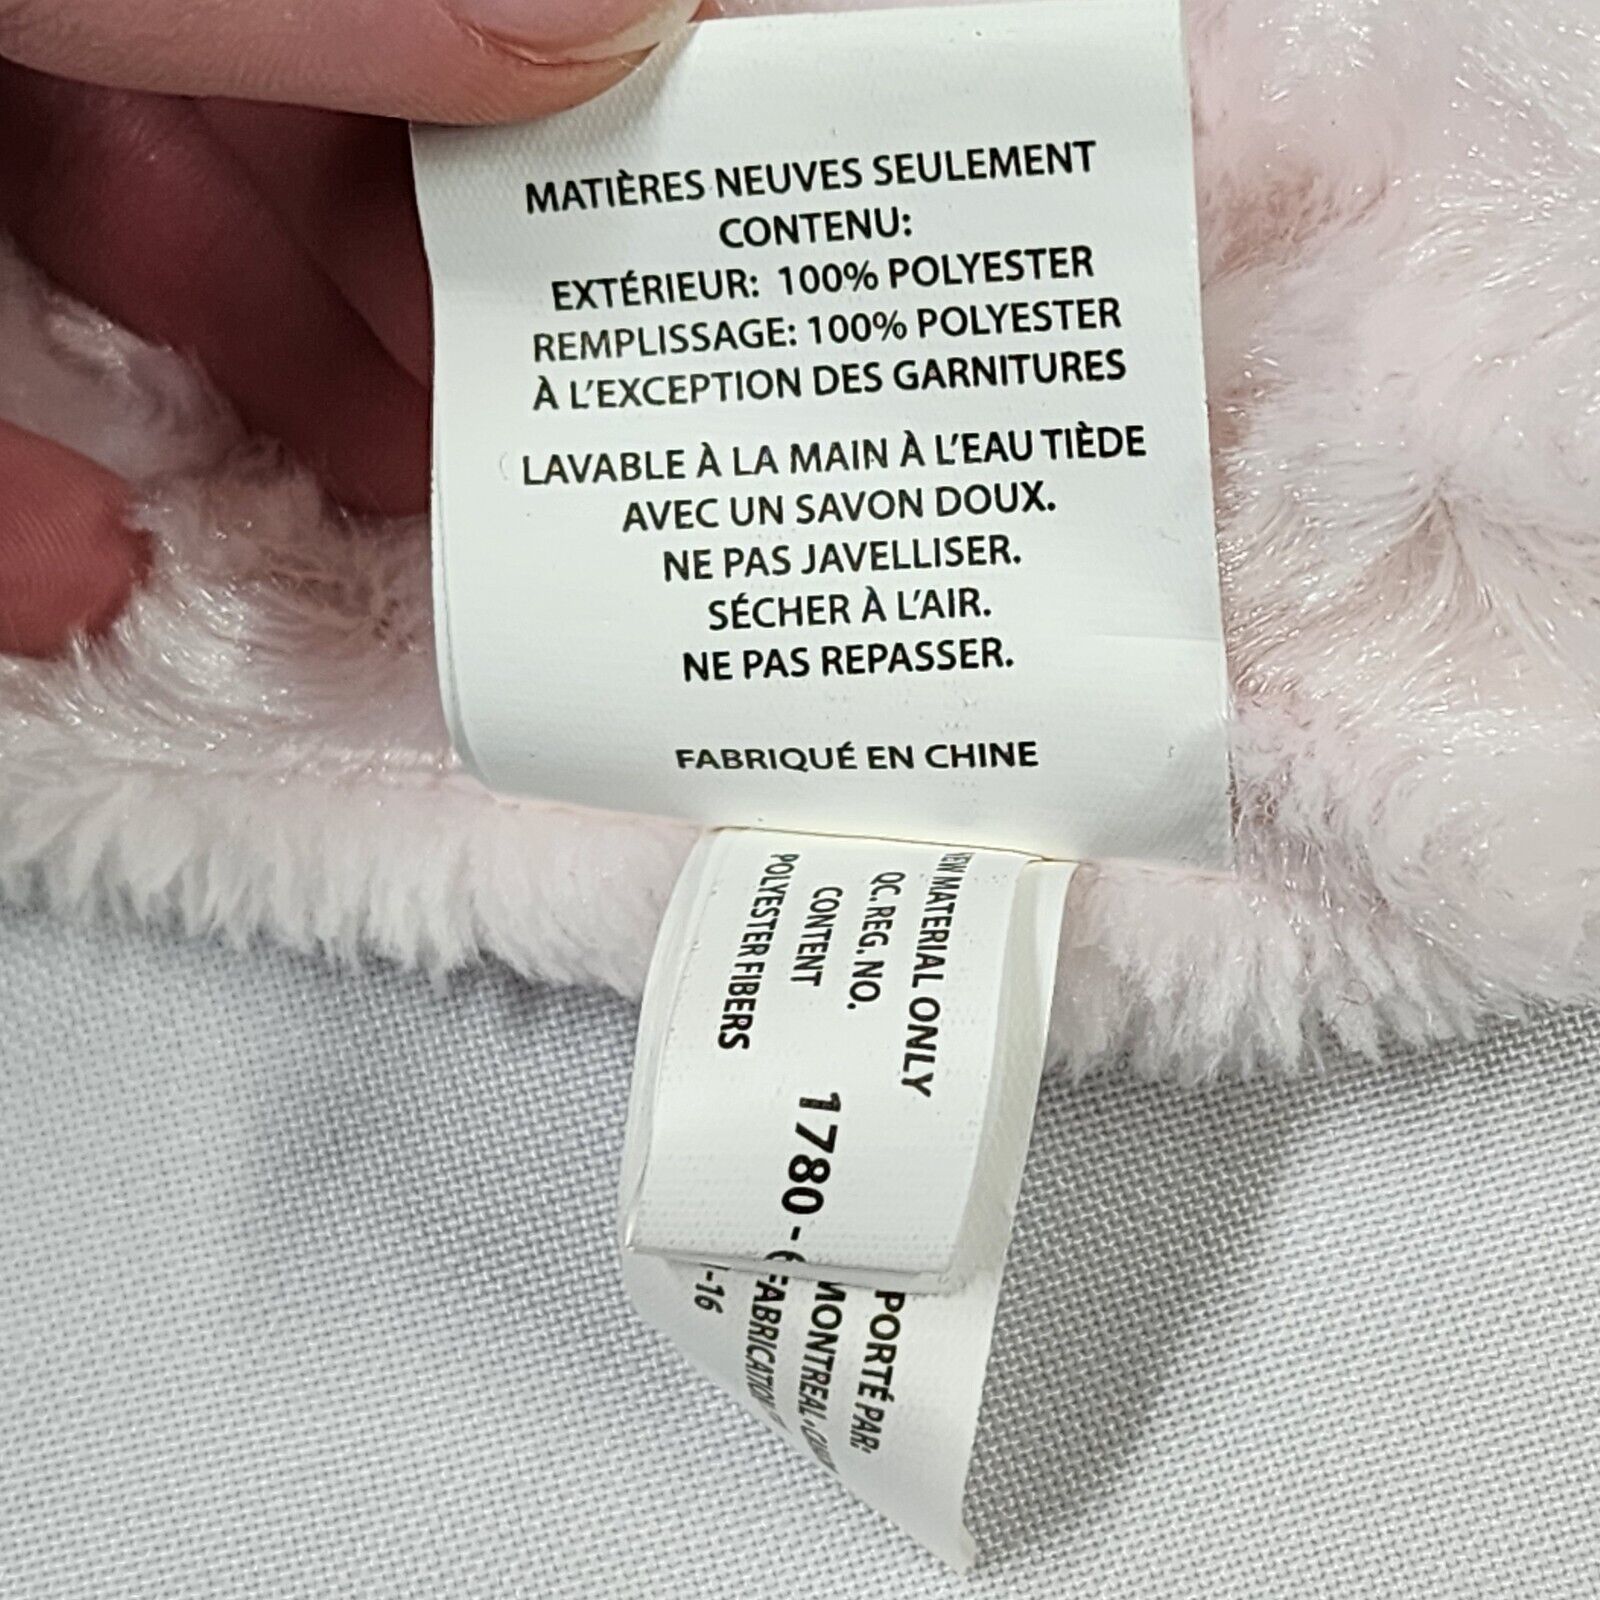 MATIÈRES NEUVES SEULEMENT
CONTENU:
EXTÉRIEUR: 100% POLYESTER
REMPLISSAGE: 100% POLYESTER
À L'EXCEPTION DES GARNITURES
LAVABLE À LA MAIN À L'EAU TIÈDE
AVEC UN SAVON DOUX.
NE PAS JAVELLISER.
SÉCHER À L'AIR.
NE PAS REPASSER.
FABRIQUÉ EN CHINE
MATERIAL ONLY
QC. REG. NO.
CONTENT
POLYESTER FIBERS
1780-
PORTÉ PAR:
MONTREAL,
FABRICATION
-16